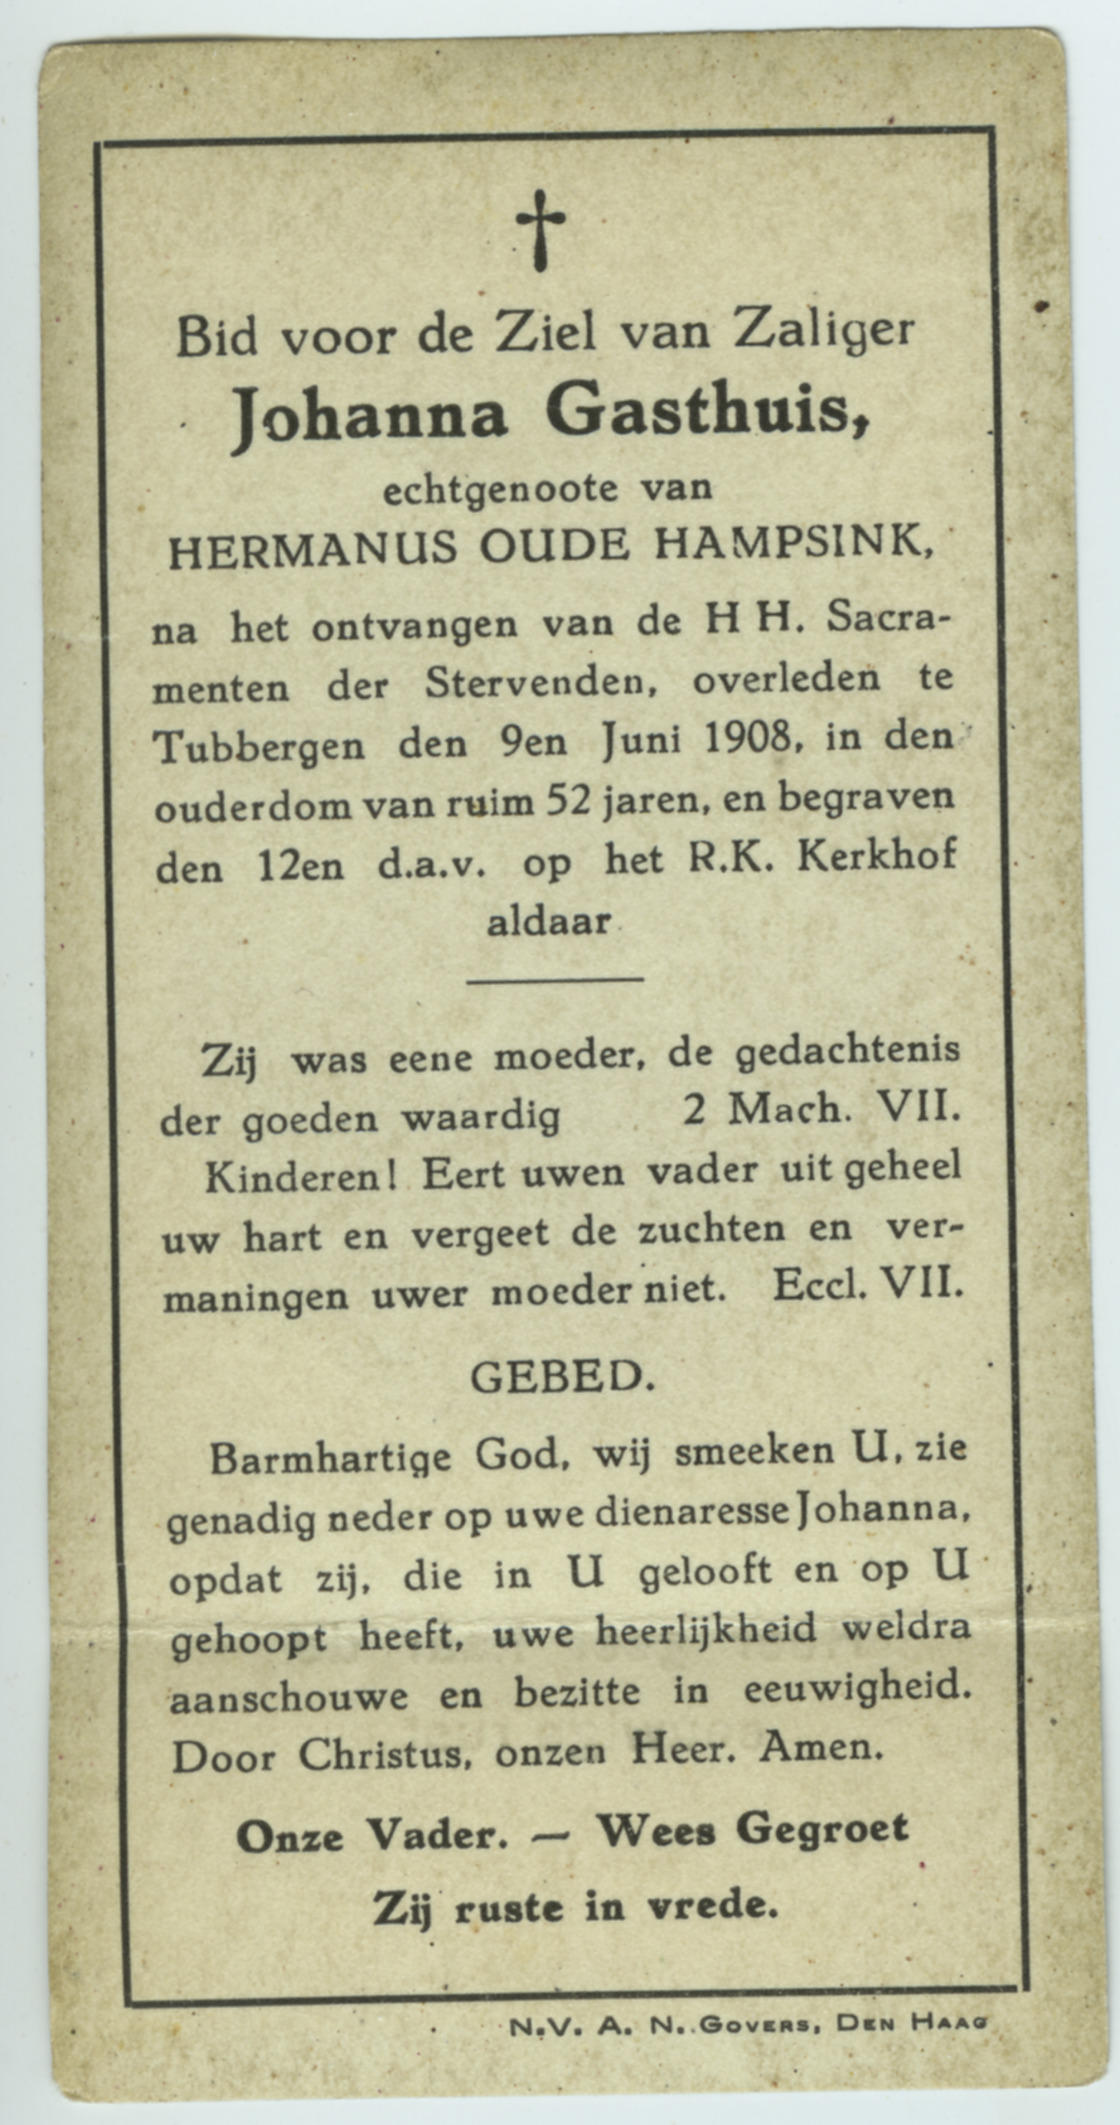 Bid voor de Ziel van Zaliger
Johanna Gasthuis,
echtgenoote van
HERMANUS OUDE HAMPSINK,
na het ontvangen van de H H. Sacra-
menten der Stervenden, overleden te
Tubbergen den 9en Juni 1908, in den
ouderdom van ruim 52 jaren, en begraven
den 12en d.a.v. op het R.K. Kerkhof
aldaar
Zij was eene moeder, de gedachtenis
der goeden waardig 2 Mach. VII.
Kinderen! Eert uwen vader uit geheel
uw hart en vergeet de zuchten en ver-
maningen uwer moeder niet. Eccl. VII.
GEBED.
Barmhartige God, wij smeeken U, zie
genadig neder op uwe dienaresse Johanna,
opdat zij, die in U gelooft en op U
gehoopt heeft, uwe heerlijkheid weldra
aanschouwe en bezitte in eeuwigheid.
Door Christus, onzen Heer. Amen.
Onze Vader. — Wees Gegroet
Zij ruste in vrede.
N.V. A. N. Govers, Den Haag